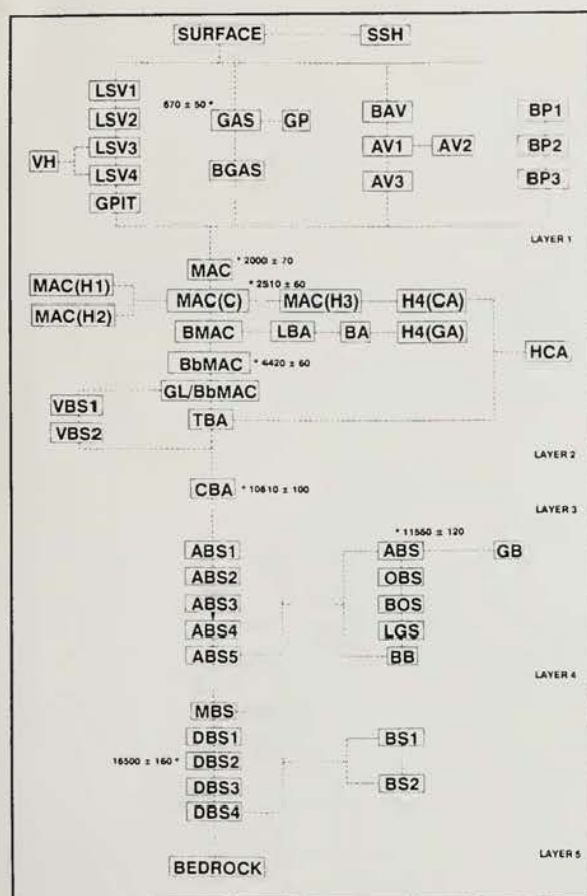 SURFACE SSH
LSV1
670 ± 50 * GAS GP BAV BP1
LSV2
VH LSV3 AV1 AV2 BP2
LSV4 BGAS AV3 BP3
GPIT
LAYER 1
MAC * 2000 ± 70
MAC(H1) * 2510 ± 60
MAC(C) MAC(H3) H4(CA)
MAC(H2)
BMAC LBA BA H4(GA)
HCA
BbMAC * 4420 ± 60
GL/BbMAC
VBS1
TBA
VBS2
LAYER 2
CBA * 10610 ± 100
LAYER 3
* 11550 ± 120
ABS1 ABS GB
ABS2 OBS
ABS3 BOS
ABS4 LGS
ABS5 BB
LAYER 4
MBS
DBS1 BS1
16500 ± 160 * DBS2
DBS3 BS2
DBS4
LAYER 5
BEDROCK